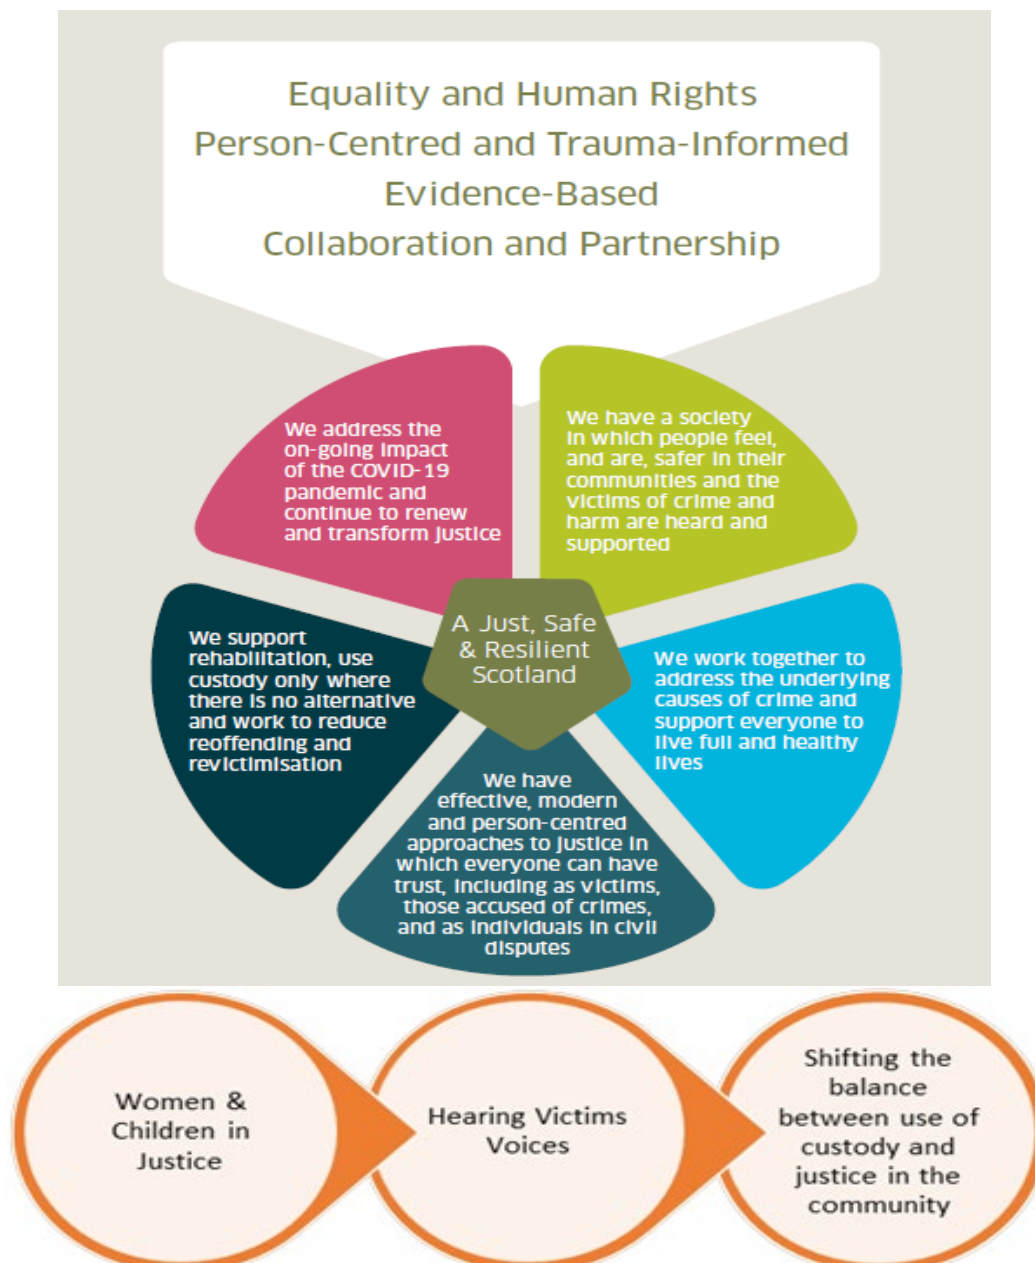 Equality and Human Rights
Person-Centred and Trauma-Informed
Evidence-Based
Collaboration and Partnership
We address the
on-going impact
of the COVID-19
pandemic and
continue to renew
and transform justice
We have a society
in which people feel,
and are, safer in their
communities and the
victims of crime and
harm are heard and
supported
A Just, Safe
& Resilient
Scotland
We support
rehabilitation, use
custody only where
there is no alternative
and work to reduce
reoffending and
revictimisation
We work together to
address the underlying
causes of crime and
support everyone to
live full and healthy
lives
We have
effective, modern
and person-centred
approaches to justice in
which everyone can have
trust, including as victims,
those accused of crimes,
and as individuals in civil
disputes
Women &
Children in
Justice
Hearing Victims
Voices
Shifting the
balance
between use of
custody and
justice in the
community